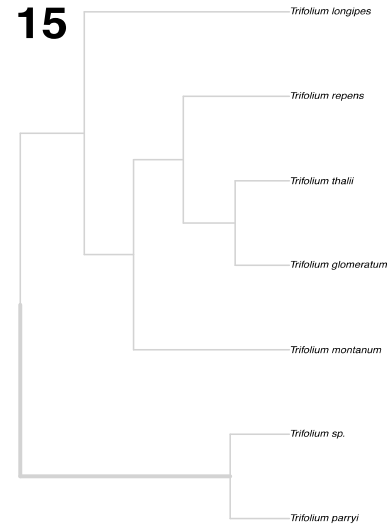 15
Trifolium longipes
Trifolium repens
Trifolium thalii
Trifolium glomeratum
Trifolium montanum
Trifolium sp.
Trifolium parryi